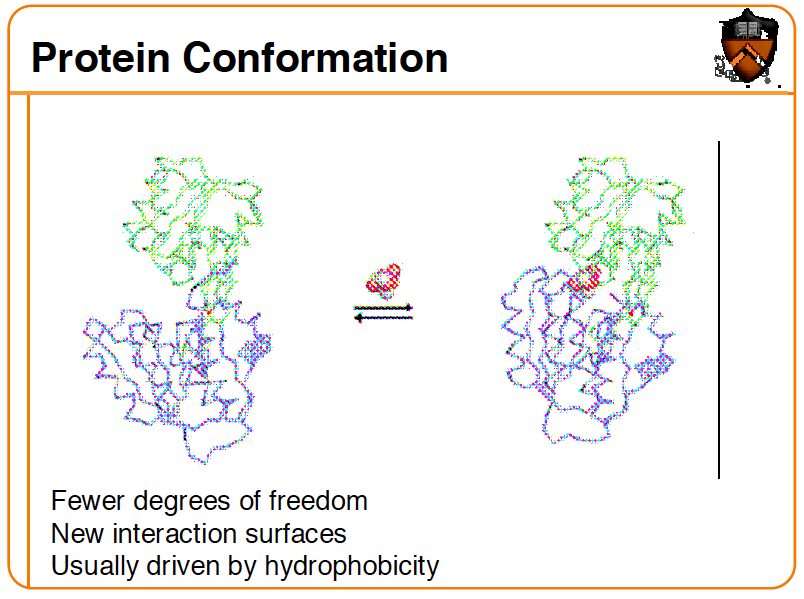 Protein Conformation
Fewer degrees of freedom
New interaction surfaces
Usually driven by hydrophobicity